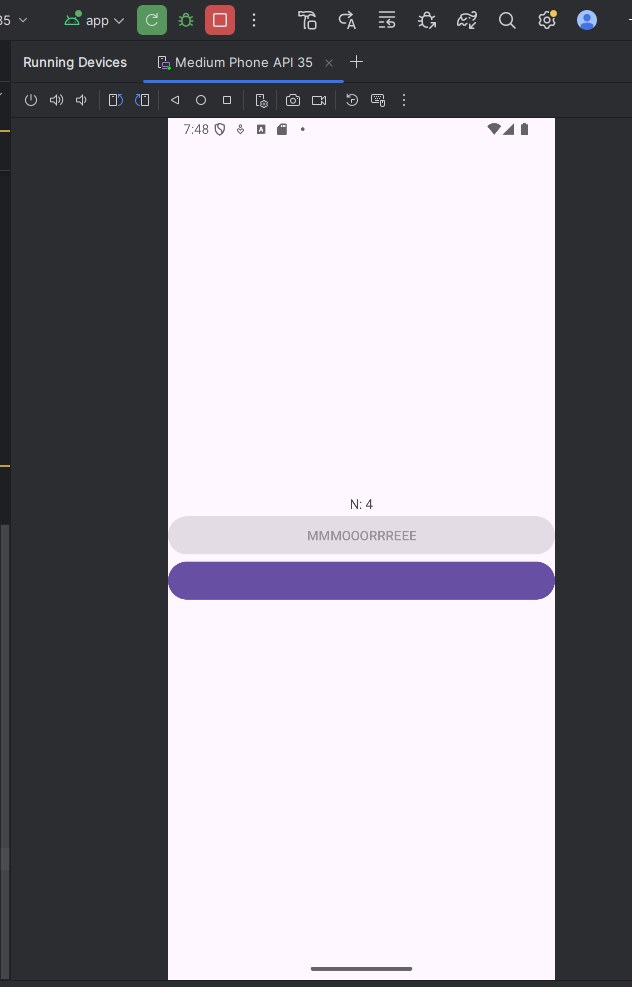 35
app
Running Devices
Medium Phone API 35
7:48
A
N: 4
MMMOOORRREEE